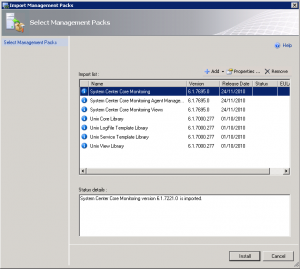 Import Management Packs
Select Management Packs
Select Management Packs
Help
Import list :
Add Properties ... Remove
Name Version Release Date Status EULA
System Center Core Monitoring 6.1.7695.0 24/11/2010
System Center Core Monitoring Agent Manage... 6.1.7695.0 24/11/2010
System Center Core Monitoring Views 6.1.7695.0 24/11/2010
Unix Core Library 6.1.7000.277 01/10/2010
Unix LogFile Template Library 6.1.7000.277 01/10/2010
Unix Service Template Library 6.1.7000.277 01/10/2010
Unix View Library 6.1.7000.277 01/10/2010
Status details :
System Center Core Monitoring version 6.1.7221.0 is imported.
Install Cancel